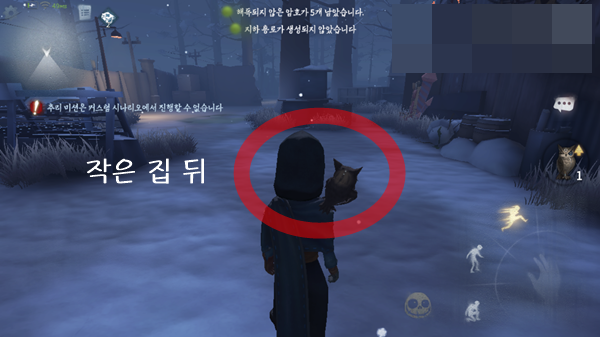 해독되지 않은 암호가 5개 남았습니다.
지하 통로가 생성되지 않았습니다
추리 미션은 커스텀 시나리오에서 진행할 수 없습니다
작은 집 뒤
1